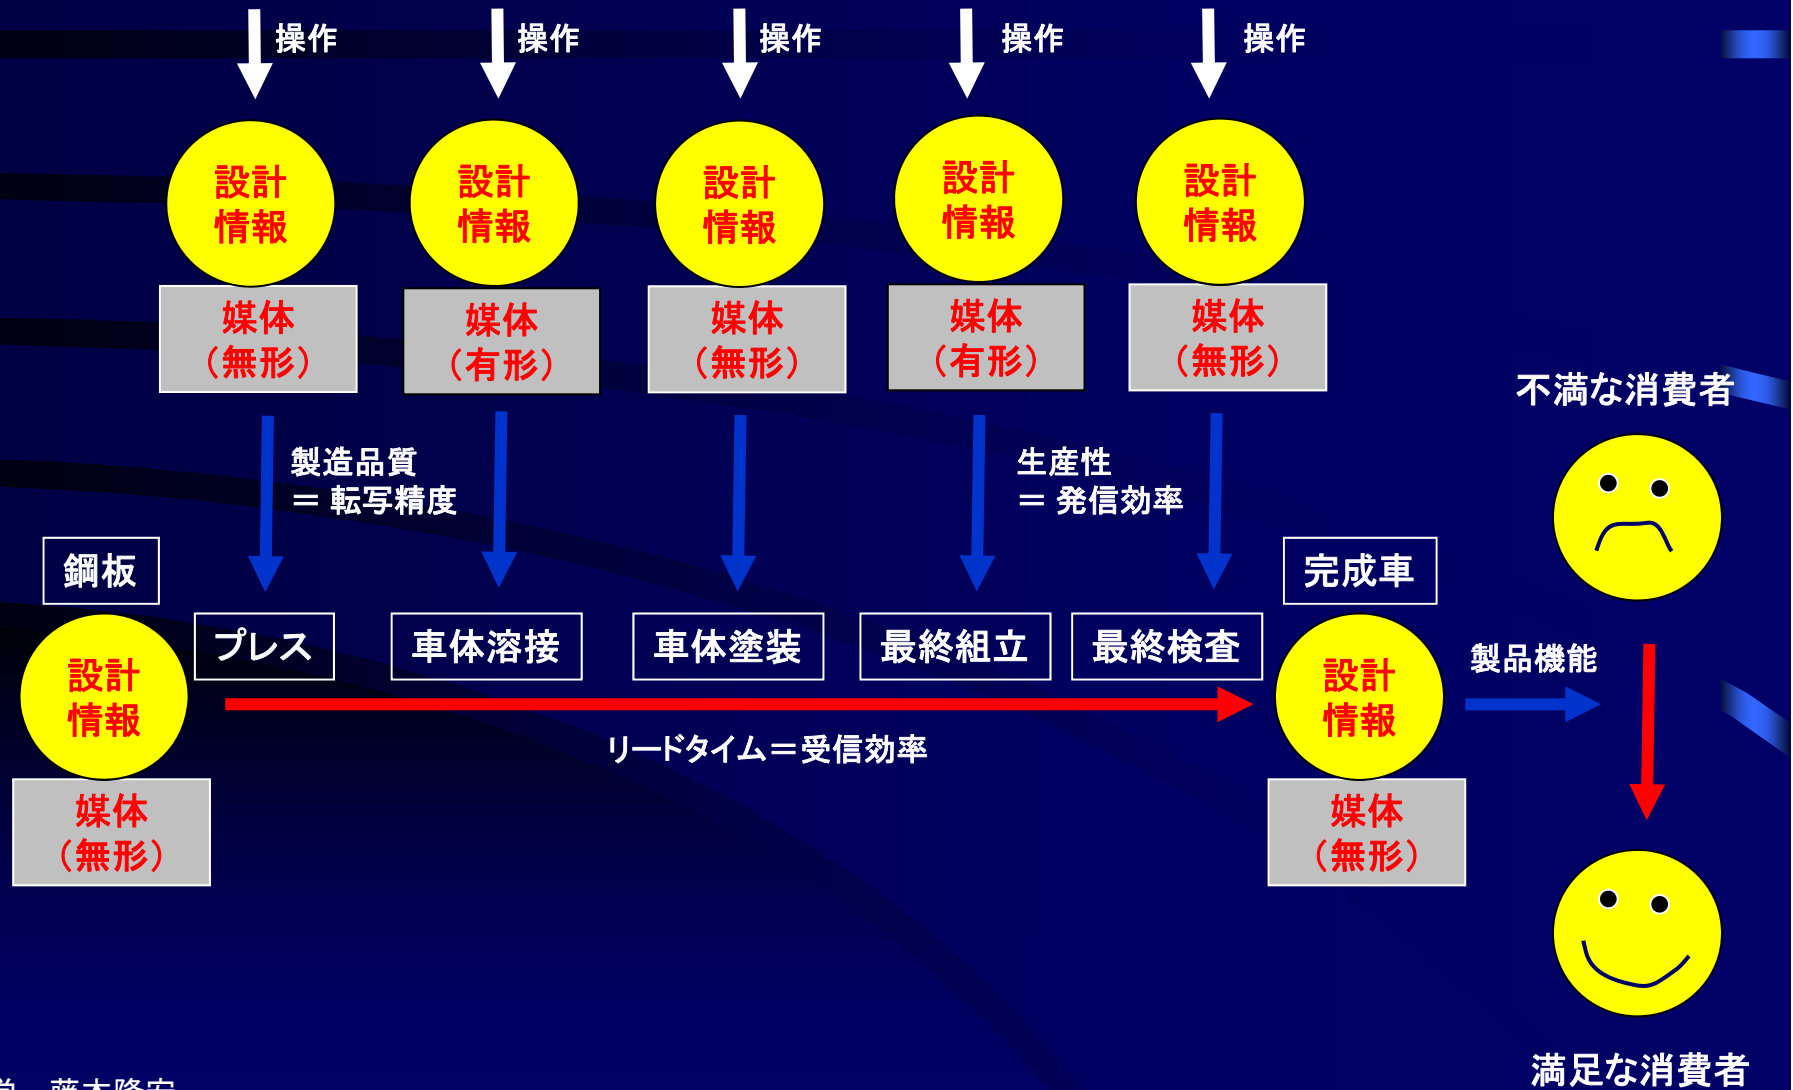 操作
操作
操作
操作
操作
設計
情報
設計
情報
設計
情報
設計
情報
設計
情報
媒体
（無形）
媒体
（有形）
媒体
（無形）
媒体
（有形）
媒体
（無形）
不満な消費者
製造品質
＝ 転写精度
生産性
＝ 発信効率
鋼板
完成車
プレス
車体溶接
車体塗装
最終組立
最終検査
設計
情報
設計
情報
製品機能
リードタイム＝受信効率
媒体
（無形）
媒体
（無形）
満足な消費者